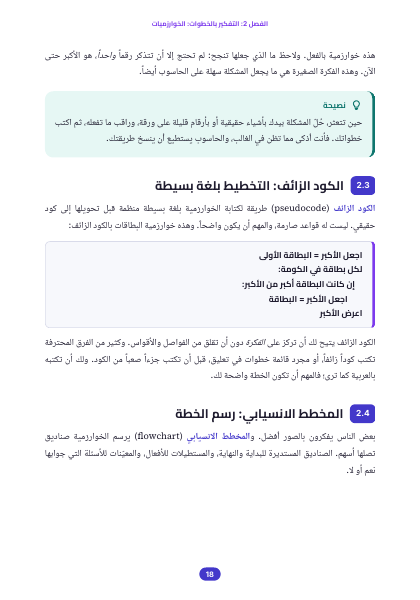 الفصل 2: التفكير بالخطوات: الخوارزميات
هذه خوارزمية بالفعل. ولاحظ ما الذي جعلها تنجح: لم تحتج إلا أن تتذكر رقماً واحداً، هو الأكبر حتى
الآن. وهذه الفكرة الصغيرة هي ما يجعل المشكلة سهلة على الحاسوب أيضاً.
نصيحة
حين تتعثر، حُلّ المشكلة بيدك بأشياء حقيقية أو بأرقام قليلة على ورقة، وراقب ما تفعله، ثم اكتب
خطواتك. فأنت أذكى مما تظن في الغالب، والحاسوب يستطيع أن ينسخ طريقتك.
2.3 الكود الزائف: التخطيط بلغة بسيطة
الكود الزائف (pseudocode) طريقة لكتابة الخوارزمية بلغة بسيطة منظمة قبل تحويلها إلى كود
حقيقي. ليست له قواعد صارمة، والمهم أن يكون واضحاً. وهذه خوارزمية البطاقات بالكود الزائف:
اجعل الأكبر = البطاقة الأولى
لكل بطاقة في الكومة:
إن كانت البطاقة أكبر من الأكبر:
اجعل الأكبر = البطاقة
اعرض الأكبر
الكود الزائف يتيح لك أن تركز على الفكرة دون أن تقلق من الفواصل والأقواس. وكثير من الفرق المحترفة
تكتب كوداً زائفاً، أو مجرد قائمة خطوات في تعليق، قبل أن تكتب جزءاً صعباً من الكود. ولك أن تكتبه
بالعربية كما ترى؛ فالمهم أن تكون الخطة واضحة لك.
2.4 المخطط الانسيابي: رسم الخطة
بعض الناس يفكرون بالصور أفضل. والمخطط الانسيابي (flowchart) يرسم الخوارزمية صناديق
تصلها أسهم. الصناديق المستديرة للبداية والنهاية، والمستطيلات للأفعال، والمعيّنات للأسئلة التي جوابها
نعم أو لا.
18